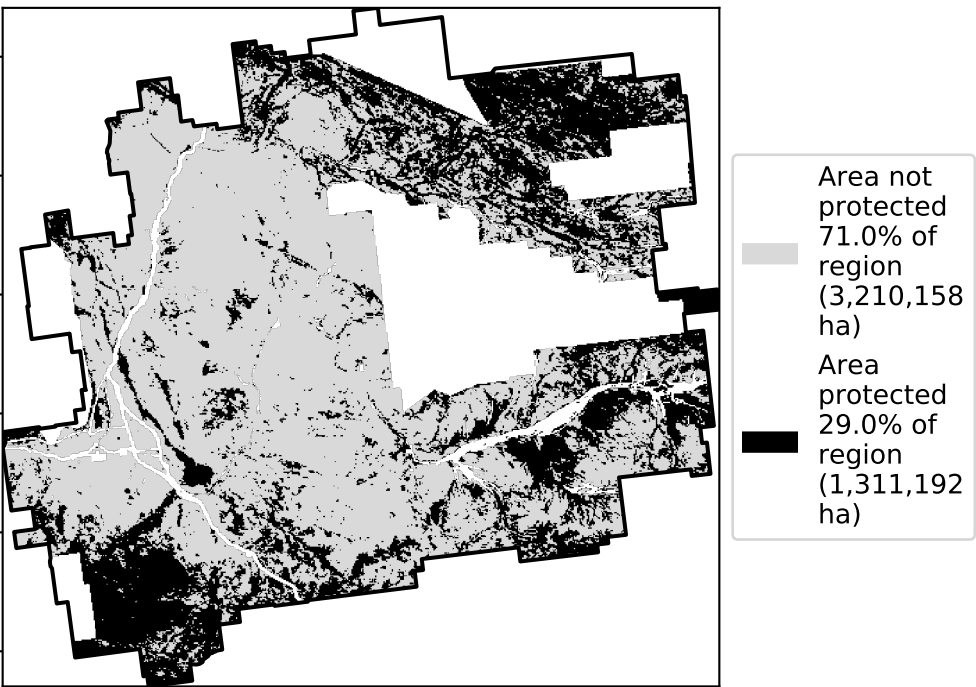 Area not
protected
71.0% of
region
(3,210,158
ha)
Area
protected
29.0% of
region
(1,311,192
ha)